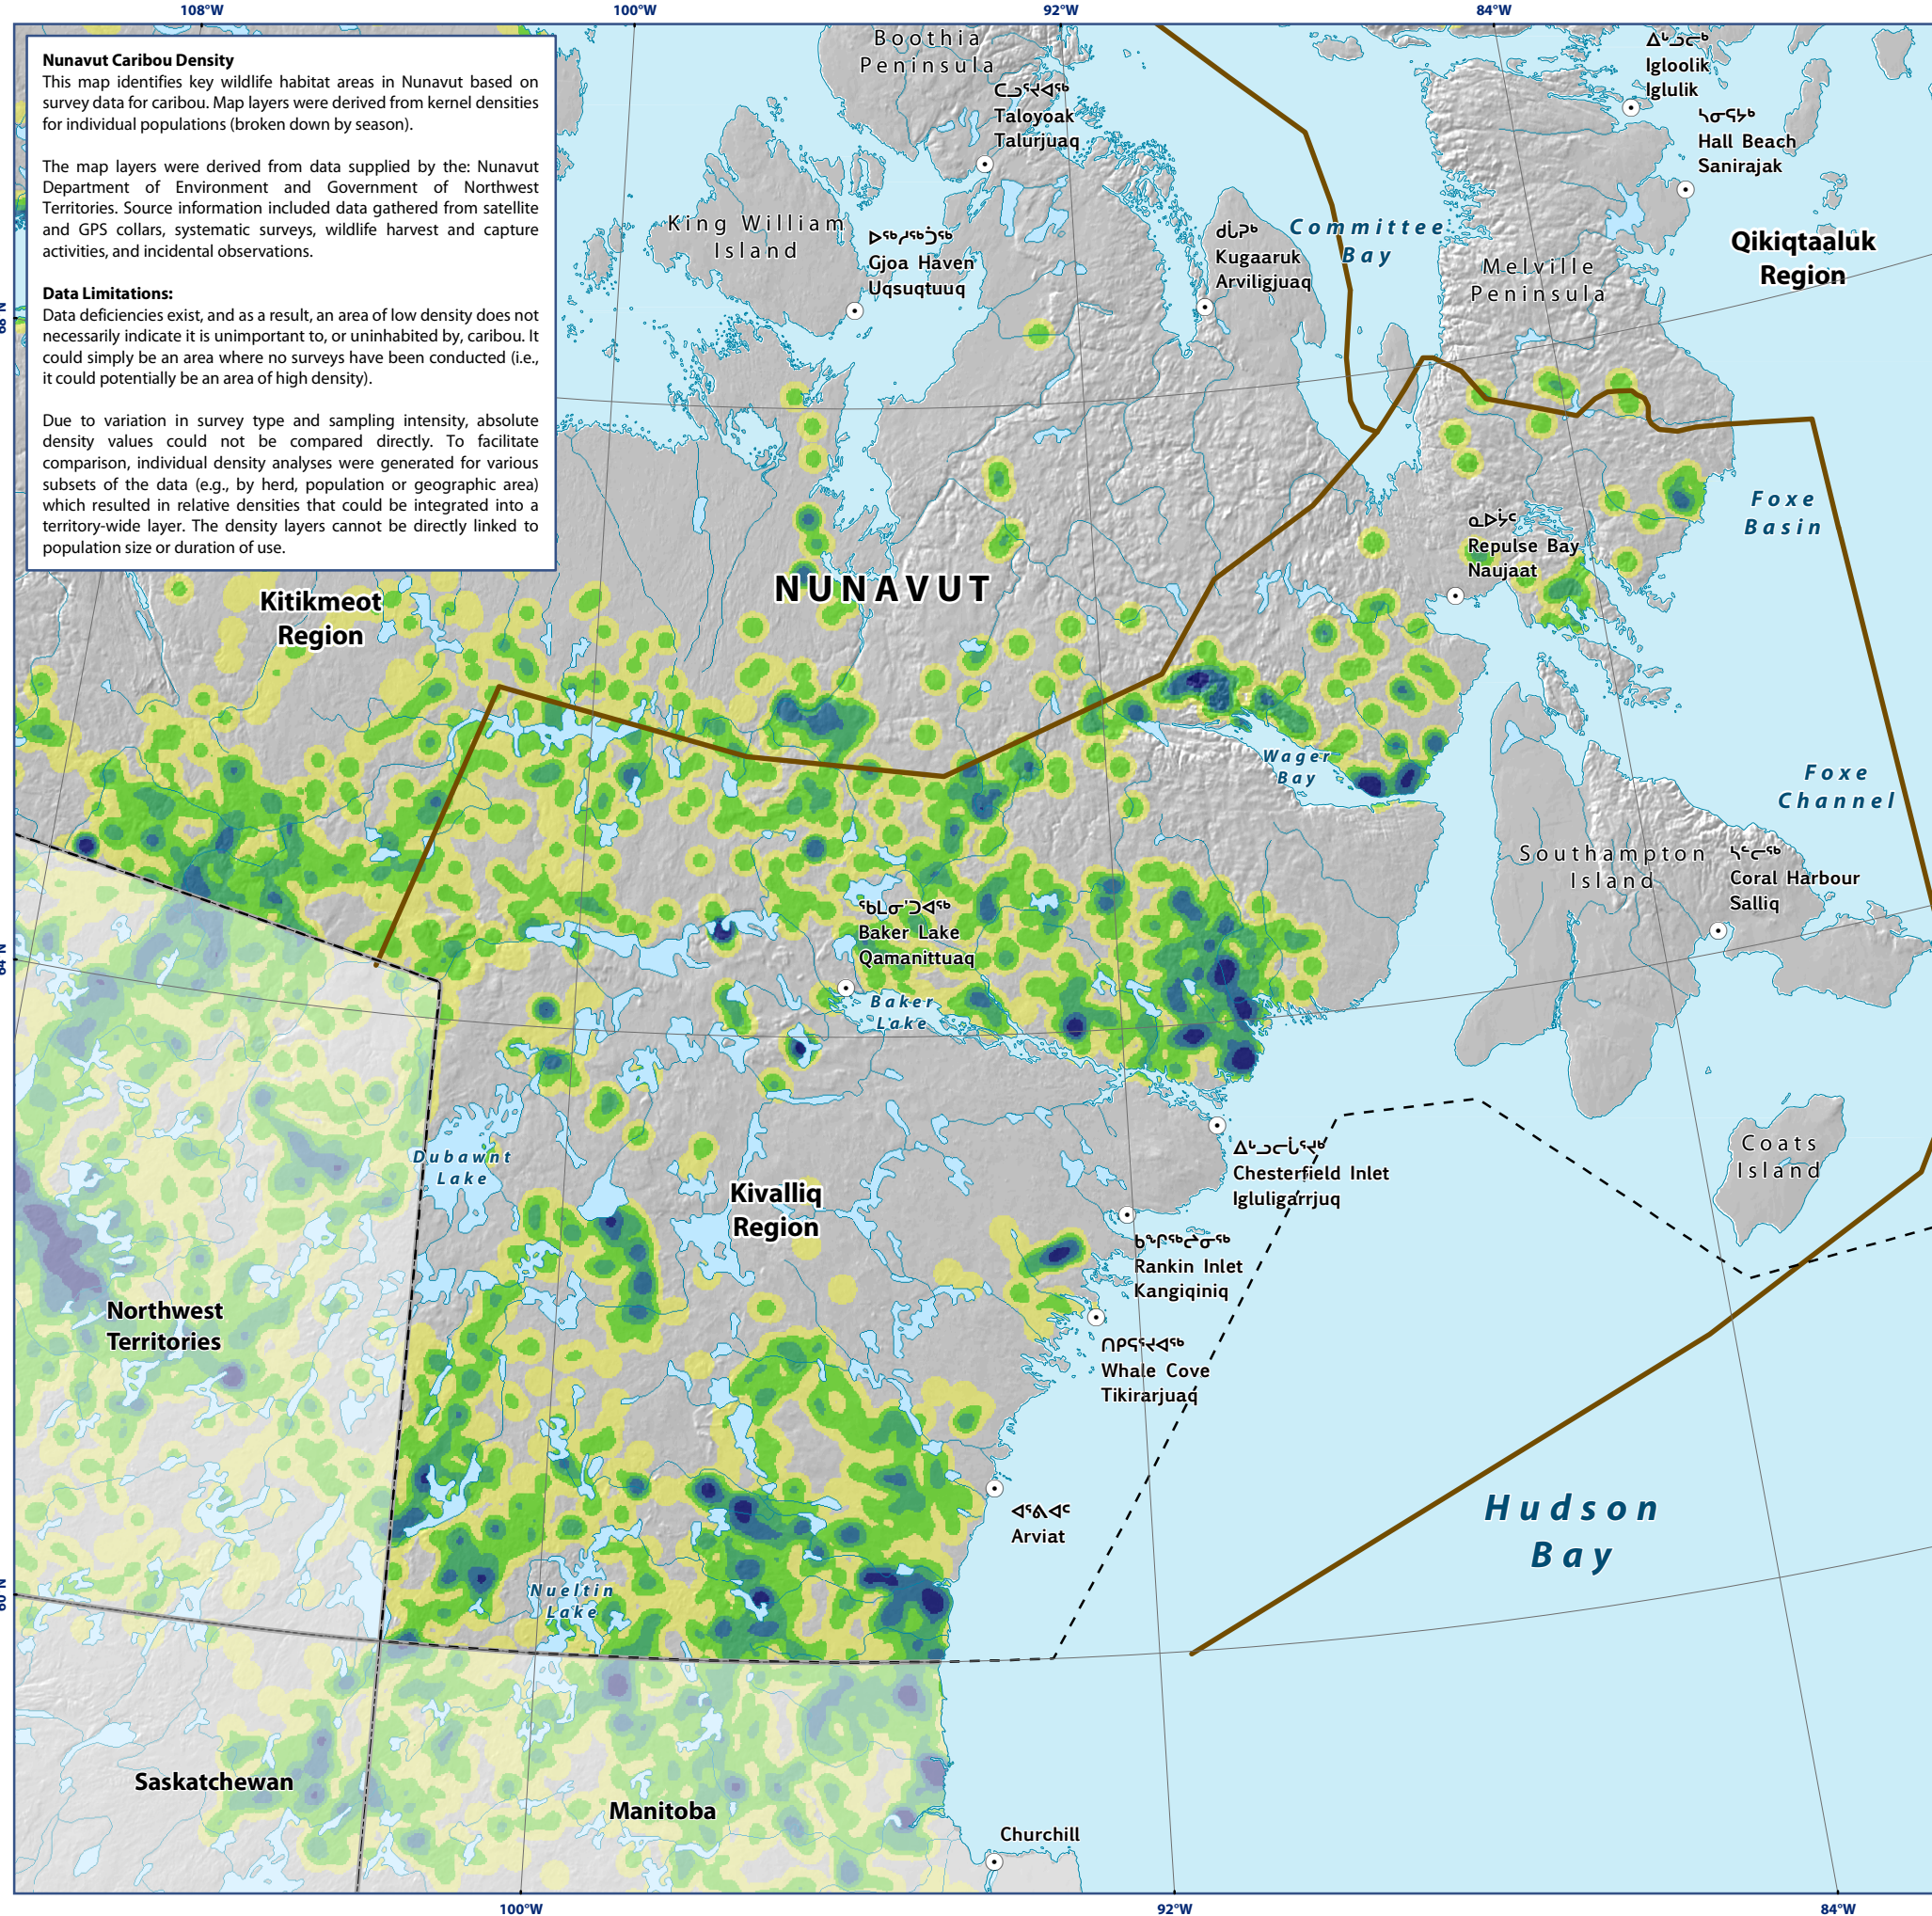 108°W
100°W
92°W
84°W
Nunavut Caribou Density
This map identifies key wildlife habitat areas in Nunavut based on
survey data for caribou. Map layers were derived from kernel densities
for individual populations (broken down by season).
The map layers were derived from data supplied by the: Nunavut
Department of Environment and Government of Northwest
Territories. Source information included data gathered from satellite
and GPS collars, systematic surveys, wildlife harvest and capture
activities, and incidental observations.
Data Limitations:
Data deficiencies exist, and as a result, an area of low density does not
necessarily indicate it is unimportant to, or uninhabited by, caribou. It
could simply be an area where no surveys have been conducted (i.e.,
it could potentially be an area of high density).
Due to variation in survey type and sampling intensity, absolute
density values could not be compared directly. To facilitate
comparison, individual density analyses were generated for various
subsets of the data (e.g., by herd, population or geographic area)
which resulted in relative densities that could be integrated into a
territory-wide layer. The density layers cannot be directly linked to
population size or duration of use.
Boothia
Peninsula
ᑕᓗᕐᔪᐊᖅ
Taloyoak
Talurjuaq
ᐃᒡᓗᓕᒃ
Igloolik
Iglulik
ᓴᓂᕋᔭᒃ
Hall Beach
Sanirajak
King William
Island
ᐅᖅᓱᖅᑑᖅ
Gjoa Haven
Uqsuqtuuq
ᑰᒑᕈᒃ
Kugaaruk
Arviligjuaq
Committee
Bay
Melville
Peninsula
Qikiqtaaluk
Region
68°N
Foxe
Basin
ᓇᐅᔮᑦ
Repulse Bay
Naujaat
NUNAVUT
Kitikmeot
Region
Wager
Bay
Foxe
Channel
Southampton
Island
ᓴᓪᓕᖅ
Coral Harbour
Salliq
ᖃᒪᓂ'ᑐᐊᖅ
Baker Lake
Qamanittuaq
64°N
Baker
Lake
Dubawnt
Lake
Kivalliq
Region
ᐃᒡᓗᓕᒑᕐᔪᒃ
Chesterfield Inlet
Igluligarrjuq
Coats
Island
ᑲᖏᖅᖠᓂᖅ
Rankin Inlet
Kangiqiniq
Northwest
Territories
ᑎᑭᕋᕐᔪᐊᖅ
Whale Cove
Tikirarjuaq
ᐊᕐᕕᐊᑦ
Arviat
Hudson
Bay
Nueltin
Lake
60°N
Saskatchewan
Manitoba
Churchill
100°W
92°W
84°W